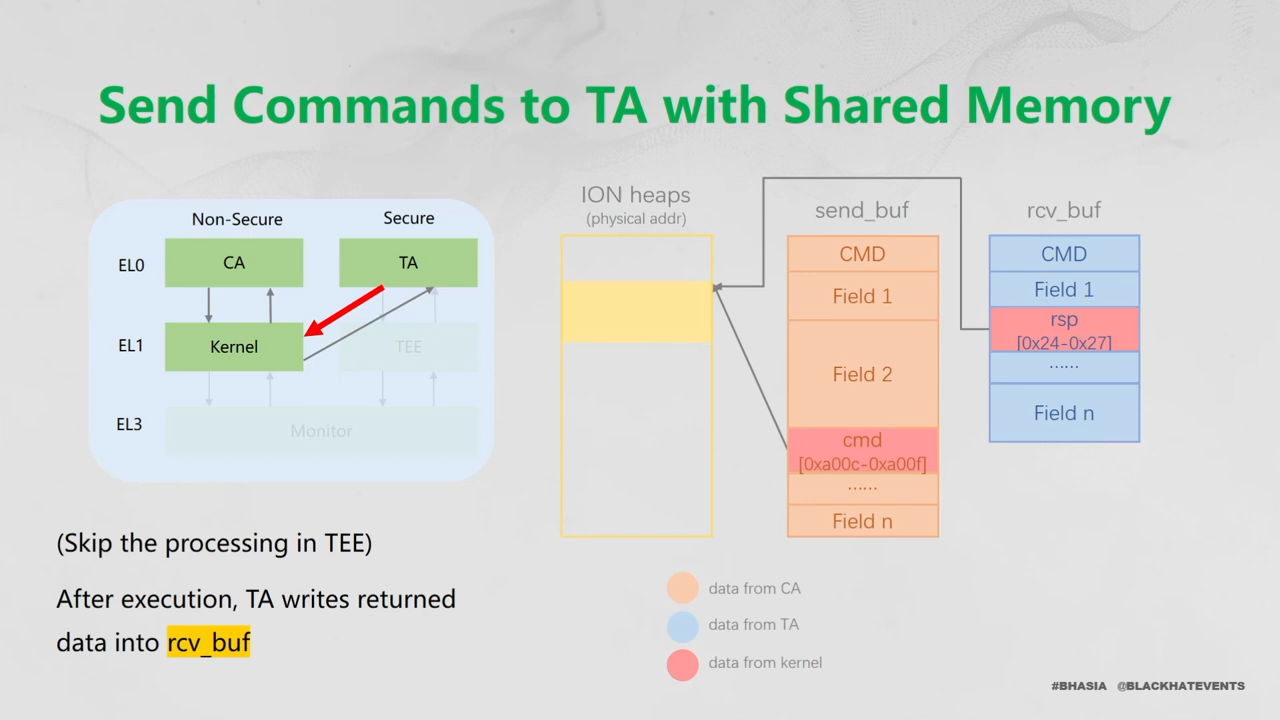 Send Commands to TA with Shared Memory
Non-Secure
Secure
EL0
CA
TA
EL1
Kernel
TEE
EL3
Monitor
(Skip the processing in TEE)
After execution, TA writes returned
data into rcv_buf
ION heaps
(physical addr)
send_buf
CMD
Field 1
Field 2
cmd
[0xa00c-0xa00f]
......
Field n
rcv_buf
CMD
Field 1
rsp
[0x24-0x27]
......
Field n
data from CA
data from TA
data from kernel
#BHASIA @BLACKHATEVENTS